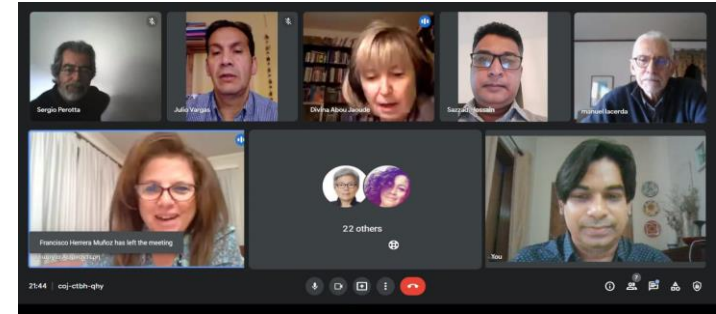 Sergio Perotta
Julio Vargas
Divina Abou Jaoude
Sazzad Hossain
manuel lacerda
Francisco Herrera Muñoz has left the meeting
22 others
You
21:44 | coj-ctbh-qhy
7